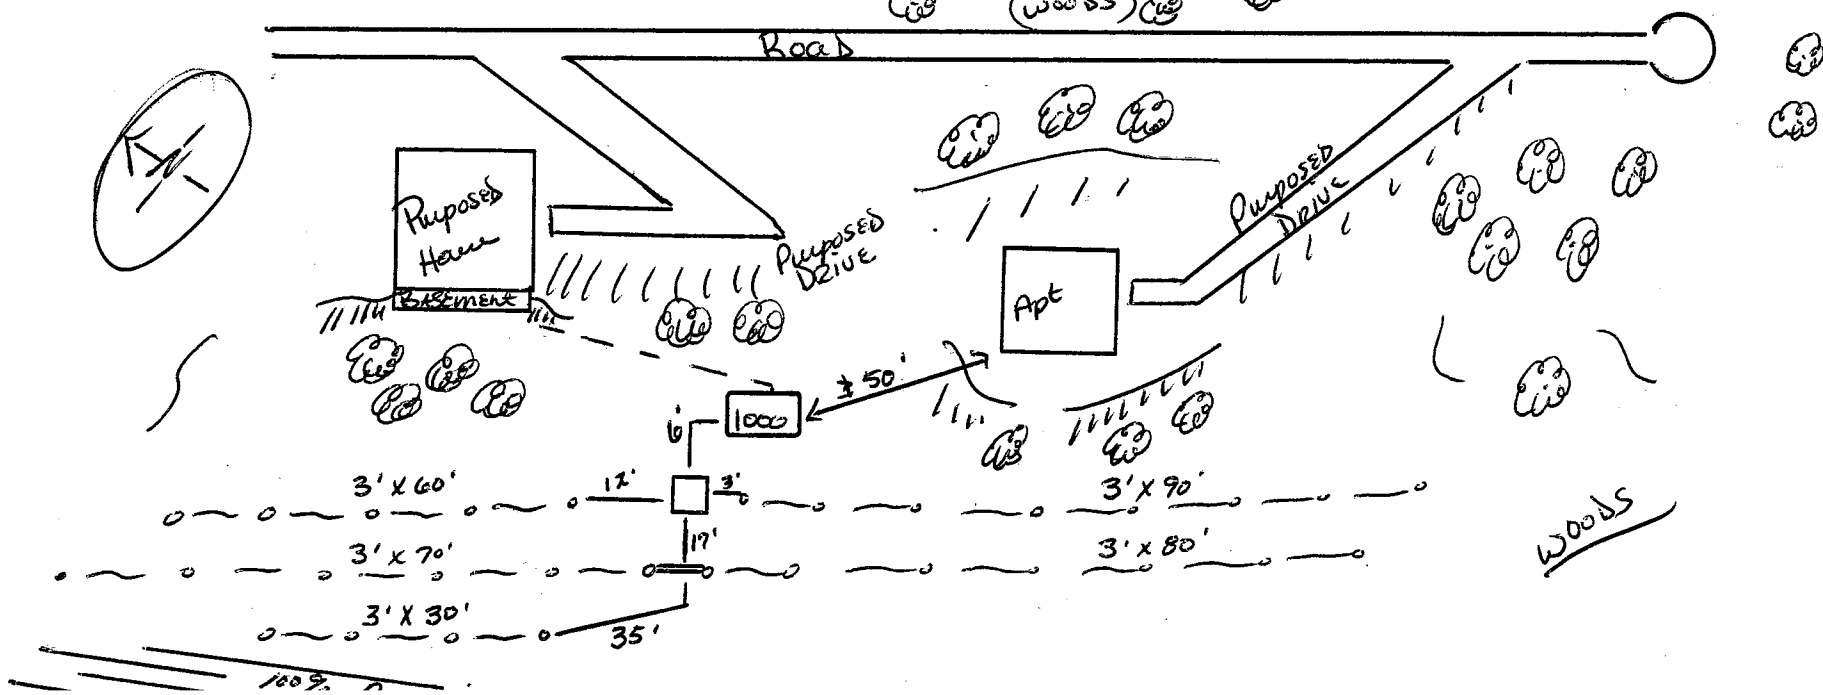 (WOODS)
ROAD
N
Purposed
House
BASEMENT
Purposed
DRIVE
Purposed
DRIVE
Apt
± 50'
1000
6'
3' X 60'
12'
3'
3' X 90'
17'
3' X 70'
3' X 80'
WOODS
3' X 30'
35'
100%